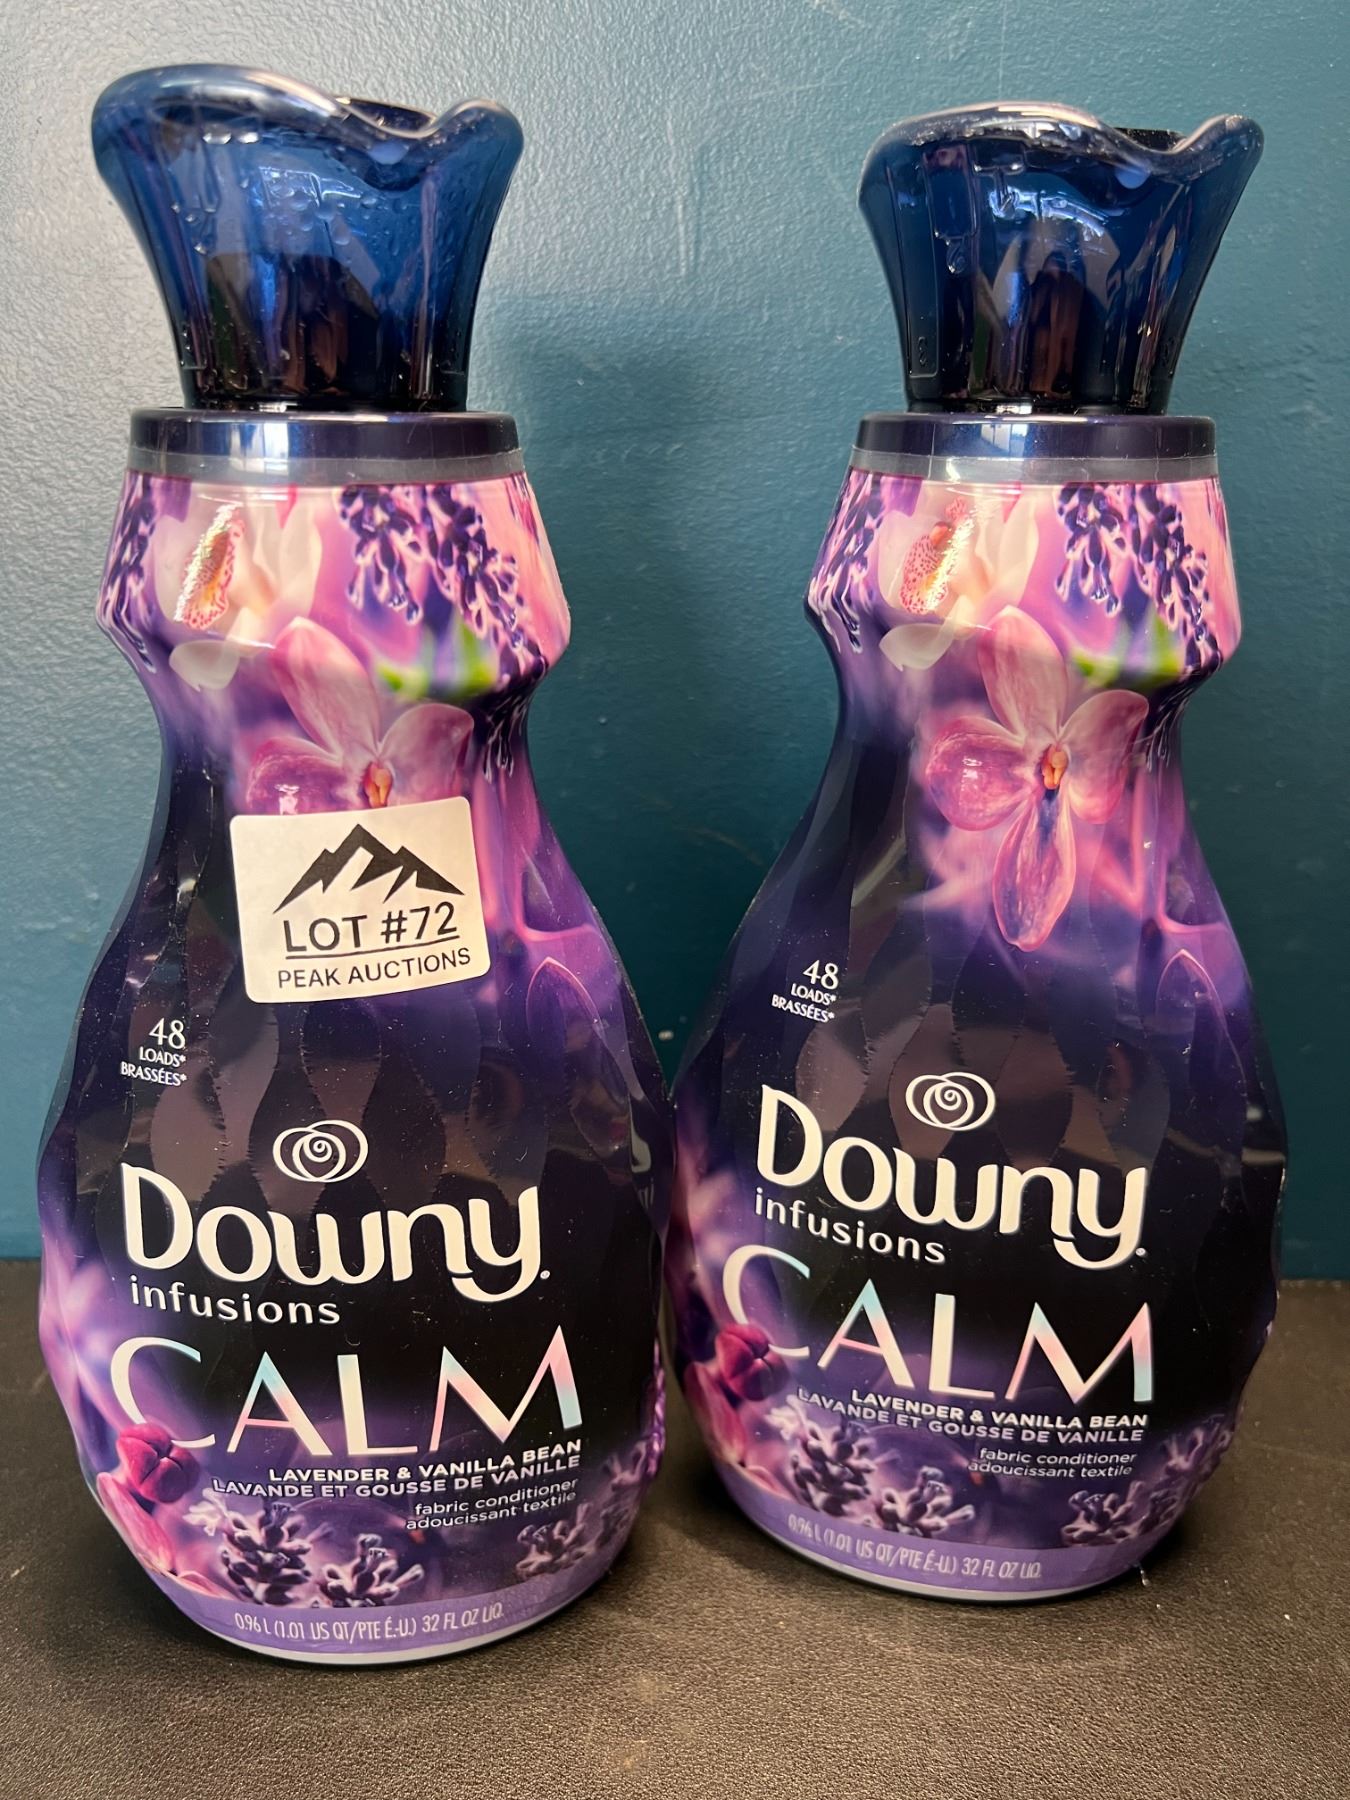 LOT #72
PEAK AUCTIONS
48
LOADS*
BRASSÉES*
Downy
infusions
CALM
LAVENDER & VANILLA BEAN
LAVANDE ET GOUSSE DE VANILLE
fabric conditioner
adoucissant textile
0.96 L (1.01 US QT/PTE É.-U.) 32 FL OZ LIQ.
48
LOADS*
BRASSÉES*
Downy
infusions
CALM
LAVENDER & VANILLA BEAN
LAVANDE ET GOUSSE DE VANILLE
fabric conditioner
adoucissant textile
0.96 L (1.01 US QT/PTE É.-U.) 32 FL OZ LIQ.